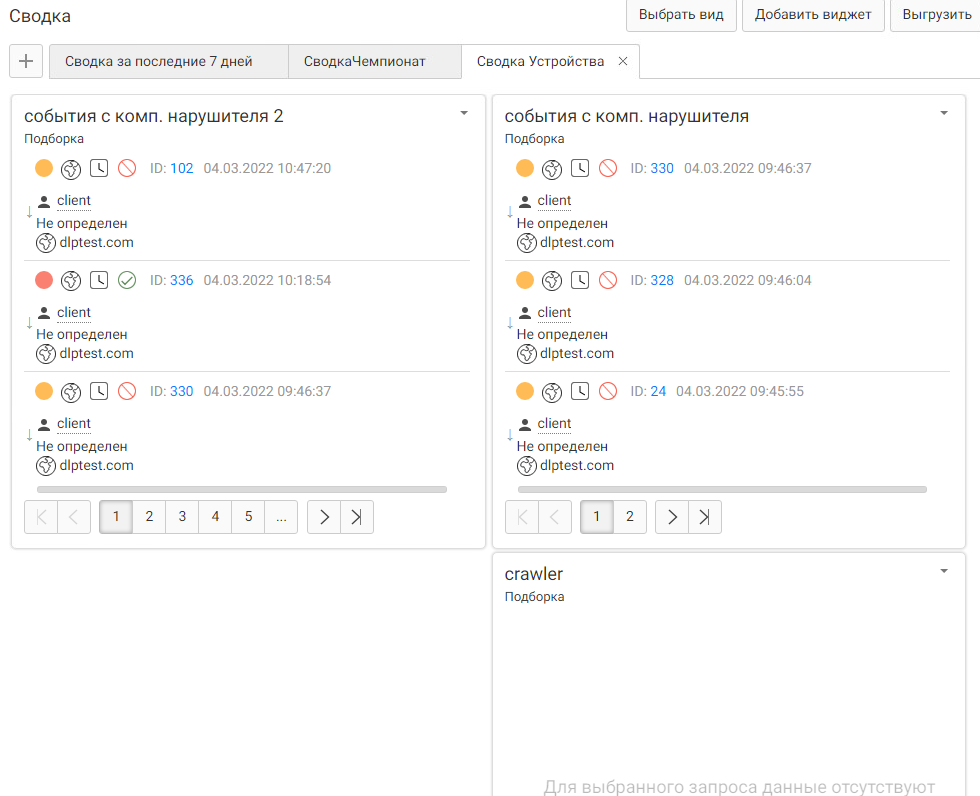 Сводка
Выбрать вид
Добавить виджет
Выгрузить
Сводка за последние 7 дней
СводкаЧемпионат
Сводка Устройства
события с комп. нарушителя 2
Подборка
ID: 102 04.03.2022 10:47:20
client
Не определен
dlptest.com
ID: 336 04.03.2022 10:18:54
client
Не определен
dlptest.com
ID: 330 04.03.2022 09:46:37
client
Не определен
dlptest.com
1 2 3 4 5 ...
события с комп. нарушителя
Подборка
ID: 330 04.03.2022 09:46:37
client
Не определен
dlptest.com
ID: 328 04.03.2022 09:46:04
client
Не определен
dlptest.com
ID: 24 04.03.2022 09:45:55
client
Не определен
dlptest.com
1 2
crawler
Подборка
Для выбранного запроса данные отсутствуют